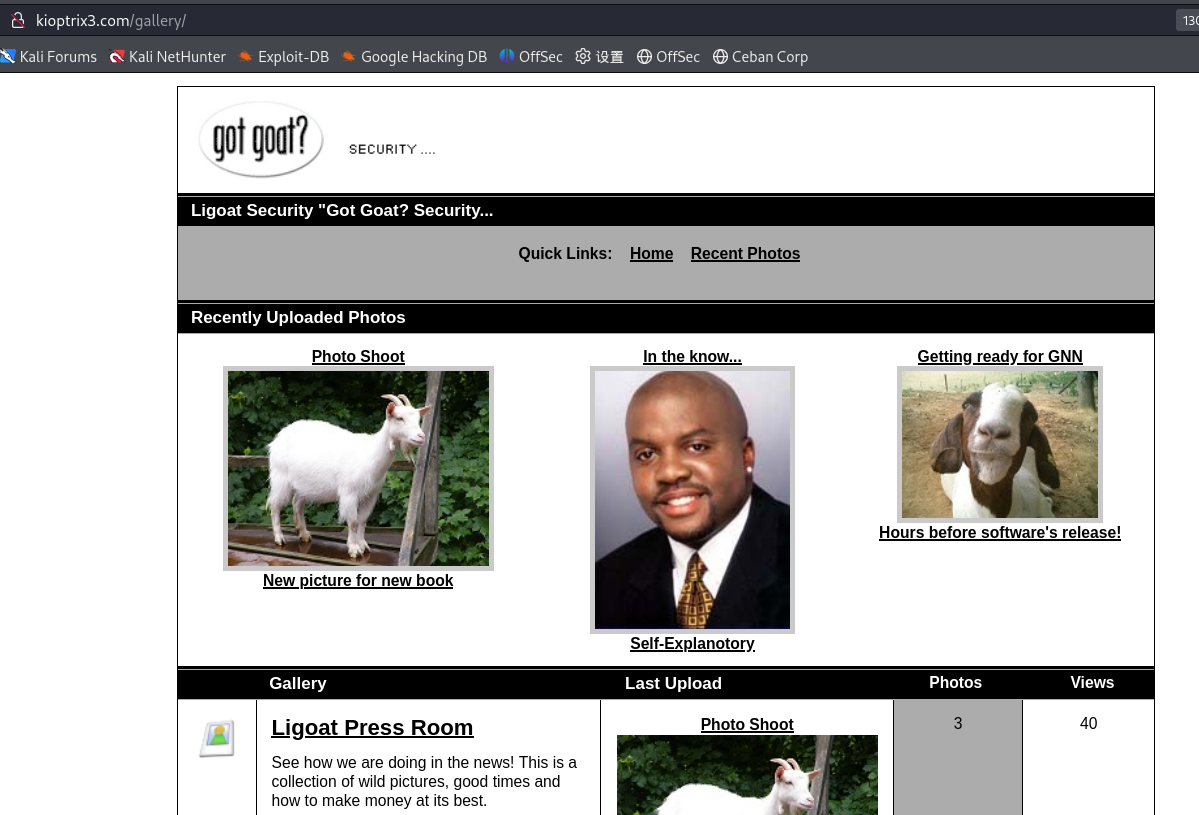 kioptrix3.com/gallery/
Kali Forums Kali NetHunter Exploit-DB Google Hacking DB OffSec 设置 OffSec Ceban Corp
got goat?
SECURITY ....
Ligoat Security "Got Goat? Security...
Quick Links: Home Recent Photos
Recently Uploaded Photos
Photo Shoot In the know... Getting ready for GNN
Hours before software's release!
New picture for new book
Self-Explanotory
Gallery Last Upload Photos Views
Ligoat Press Room Photo Shoot 3 40
See how we are doing in the news! This is a
collection of wild pictures, good times and
how to make money at its best.